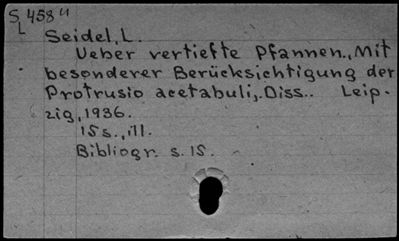 S 458 u
L
Seidel, L.
Ueber vertiefte Pfannen., Mit
besonderer Berücksichtigung der
Protrusio acetabuli,. Diss.. Leip-
zig, 1936.
15 s., ill.
Bibliogr. s. 15.